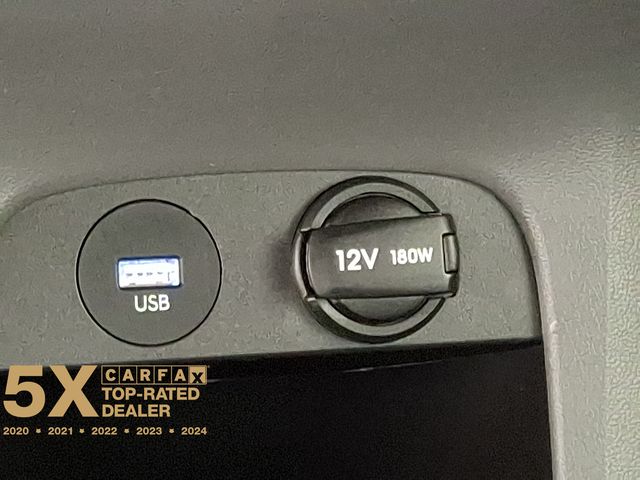 12V 180W
USB
5X CARFAX
TOP-RATED
DEALER
2020 • 2021 • 2022 • 2023 • 2024